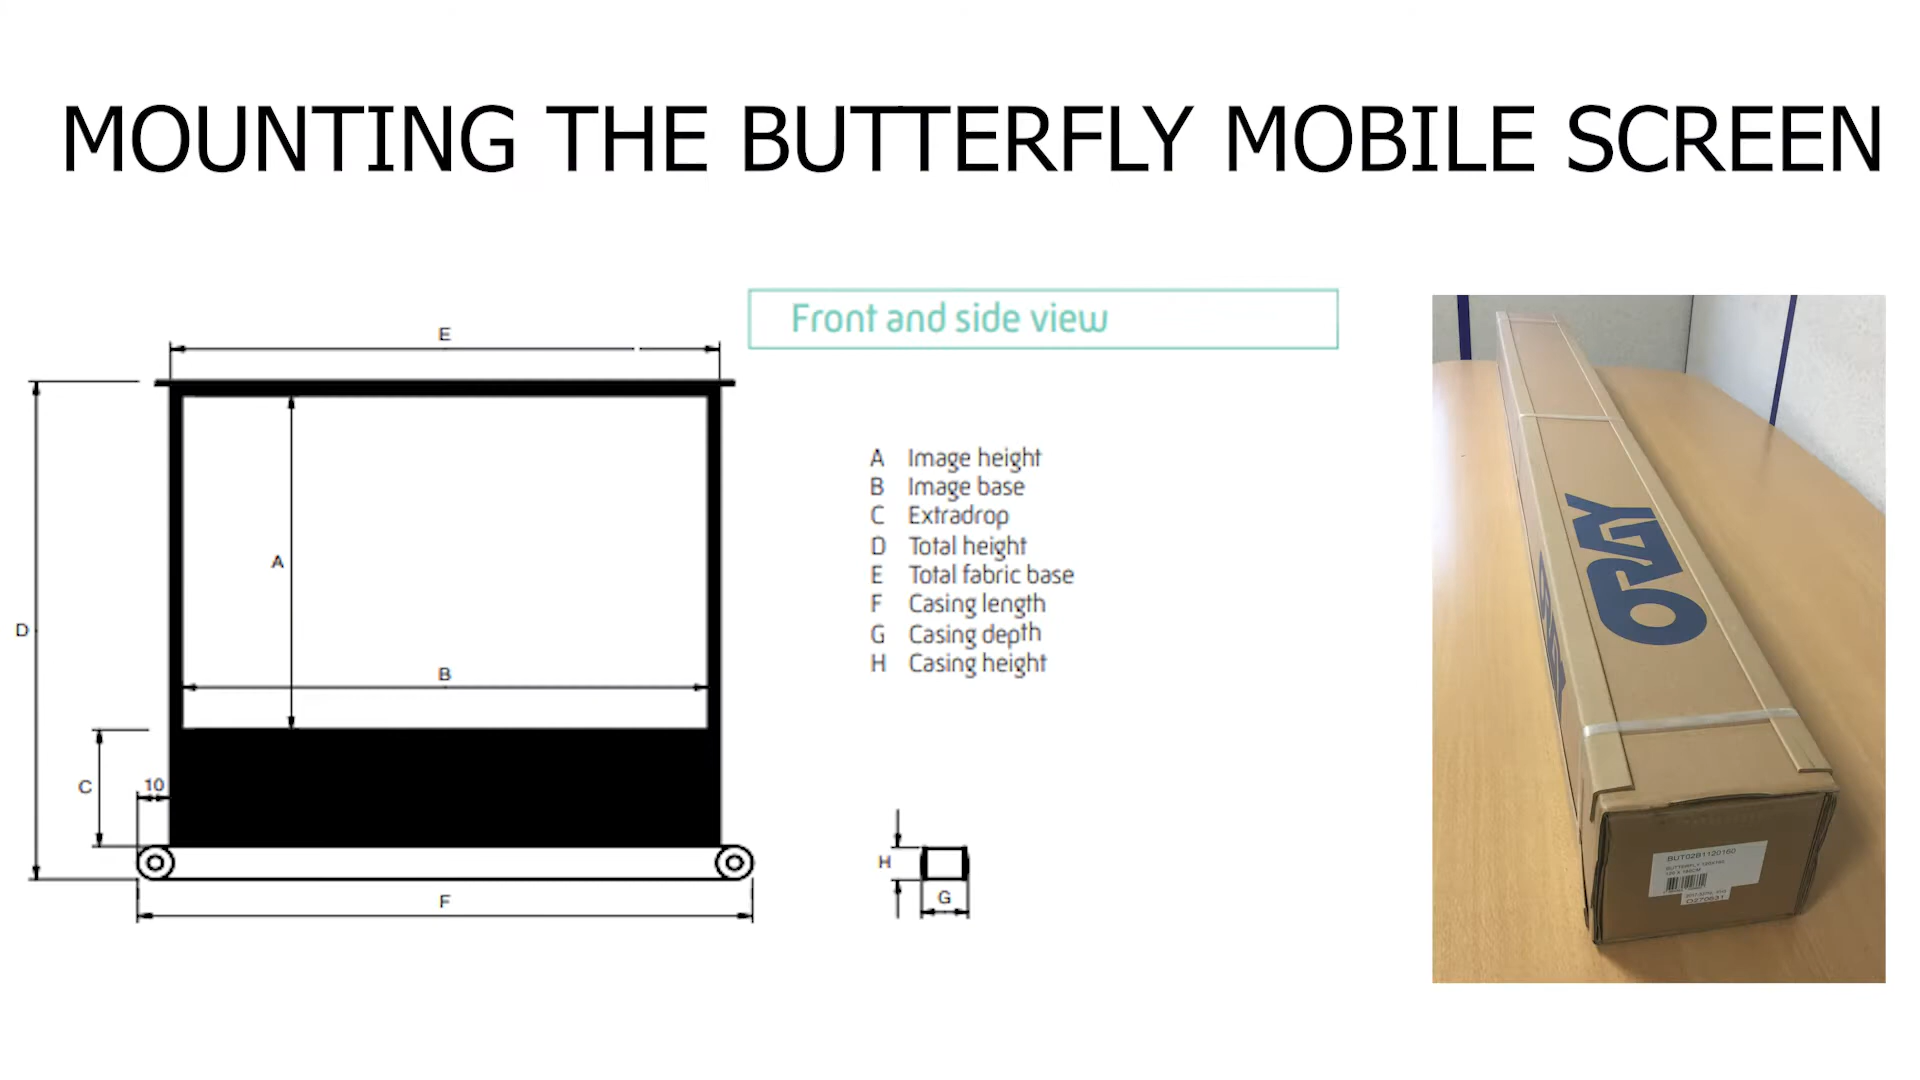 MOUNTING THE BUTTERFLY MOBILE SCREEN
Front and side view
E
A
B
D
C
10
F
A Image height
B Image base
C Extradrop
D Total height
E Total fabric base
F Casing length
G Casing depth
H Casing height
H
G
ORAY
BUT02B1120160